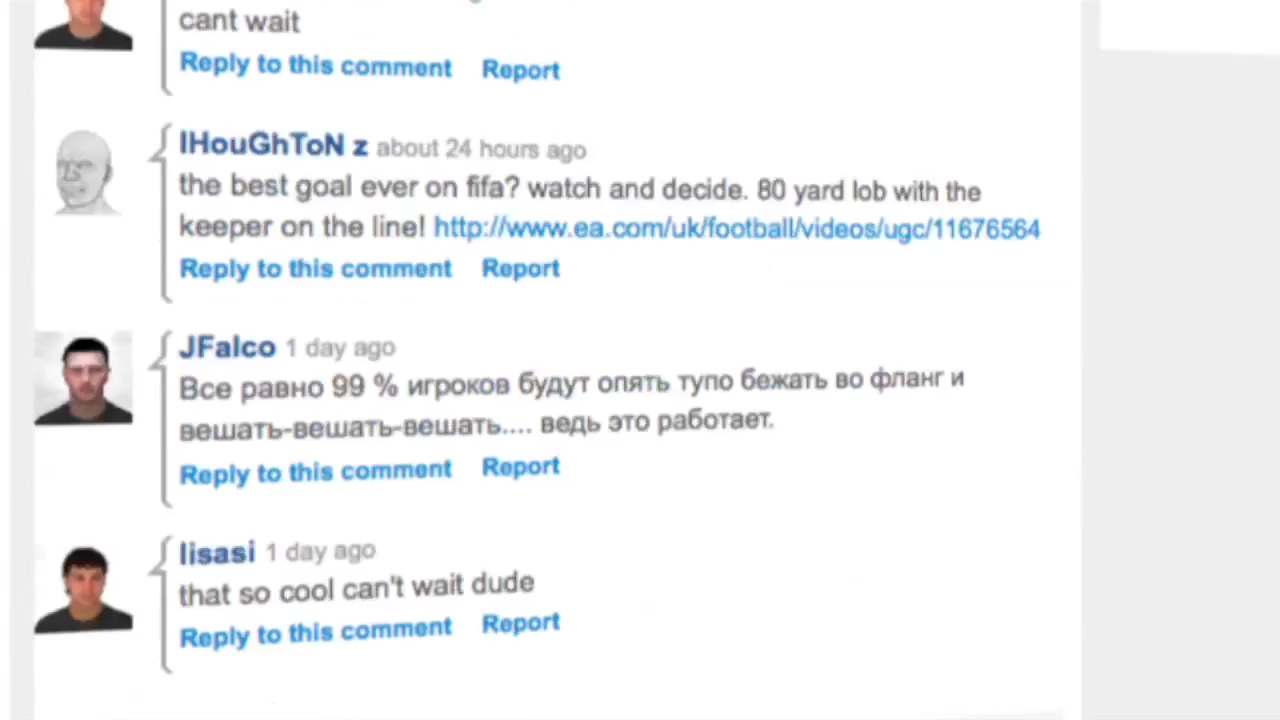 cant wait
Reply to this comment Report
IHouGhToN z about 24 hours ago
the best goal ever on fifa? watch and decide. 80 yard lob with the
keeper on the line! http://www.ea.com/uk/football/videos/ugc/11676564
Reply to this comment Report
JFalco 1 day ago
Все равно 99 % игроков будут опять тупо бежать во фланг и
вешать-вешать-вешать.... ведь это работает.
Reply to this comment Report
lisasi 1 day ago
that so cool can't wait dude
Reply to this comment Report